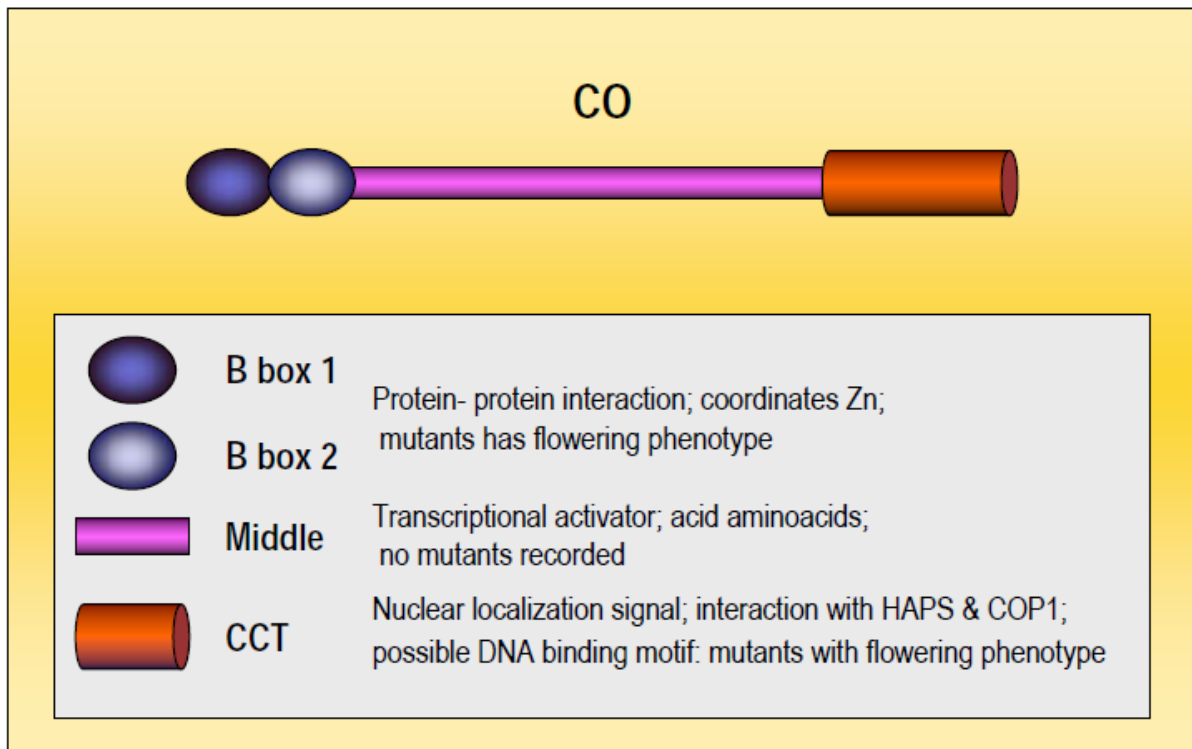 CO
B box 1
Protein- protein interaction; coordinates Zn;
mutants has flowering phenotype
B box 2
Middle
Transcriptional activator; acid aminoacids;
no mutants recorded
CCT
Nuclear localization signal; interaction with HAPS & COP1;
possible DNA binding motif: mutants with flowering phenotype